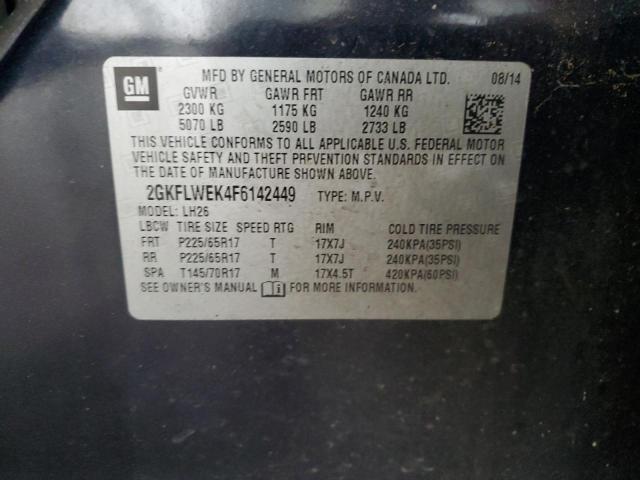 GM MFD BY GENERAL MOTORS OF CANADA LTD. 08/14
GVWR GAWR FRT GAWR RR
2300 KG 1175 KG 1240 KG
5070 LB 2590 LB 2733 LB
THIS VEHICLE CONFORMS TO ALL APPLICABLE U.S. FEDERAL MOTOR
VEHICLE SAFETY AND THEFT PREVENTION STANDARDS IN EFFECT ON
THE DATE OF MANUFACTURE SHOWN ABOVE.
2GKFLWEK4F6142449 TYPE: M.P.V.
MODEL: LH26
LBCW TIRE SIZE SPEED RTG RIM COLD TIRE PRESSURE
FRT P225/65R17 T 17X7J 240KPA(35PSI)
RR P225/65R17 T 17X7J 240KPA(35PSI)
SPA T145/70R17 M 17X4.5T 420KPA(60PSI)
SEE OWNER'S MANUAL FOR MORE INFORMATION